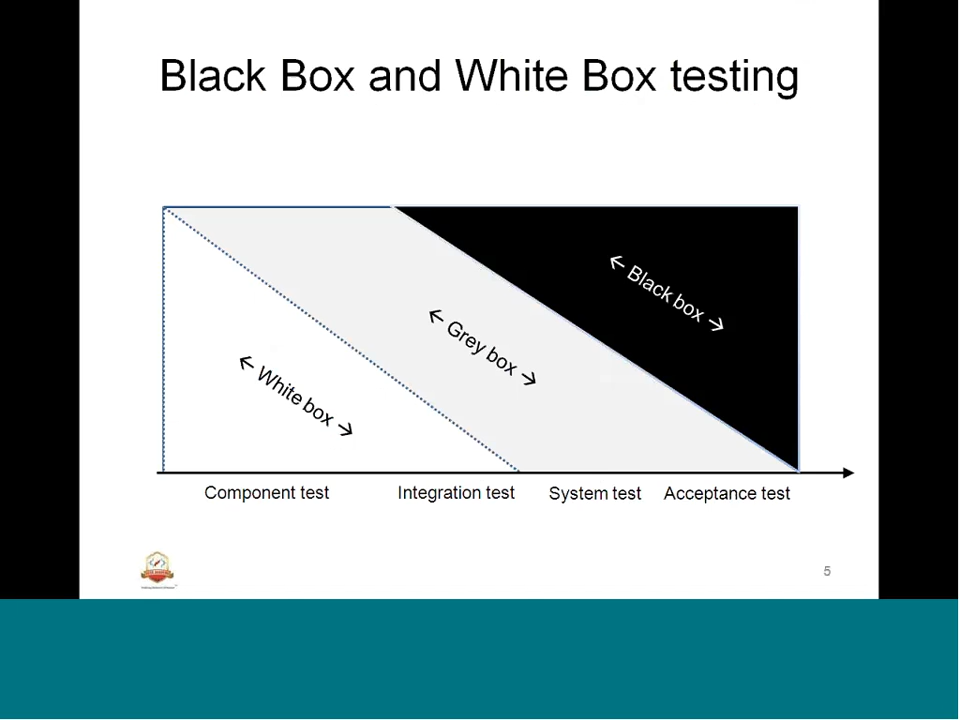 Black Box and White Box testing
← Black box →
← Grey box →
← White box →
Component test
Integration test
System test
Acceptance test
5